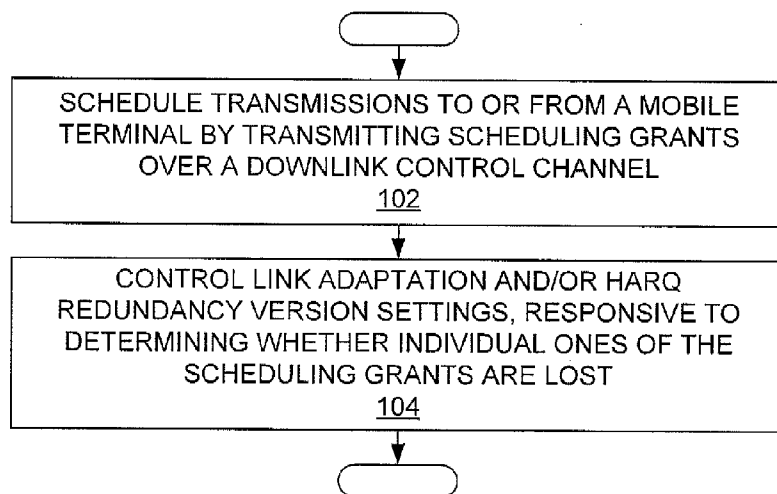 SCHEDULE TRANSMISSIONS TO OR FROM A MOBILE
TERMINAL BY TRANSMITTING SCHEDULING GRANTS
OVER A DOWNLINK CONTROL CHANNEL
102
CONTROL LINK ADAPTATION AND/OR HARQ
REDUNDANCY VERSION SETTINGS, RESPONSIVE TO
DETERMINING WHETHER INDIVIDUAL ONES OF THE
SCHEDULING GRANTS ARE LOST
104